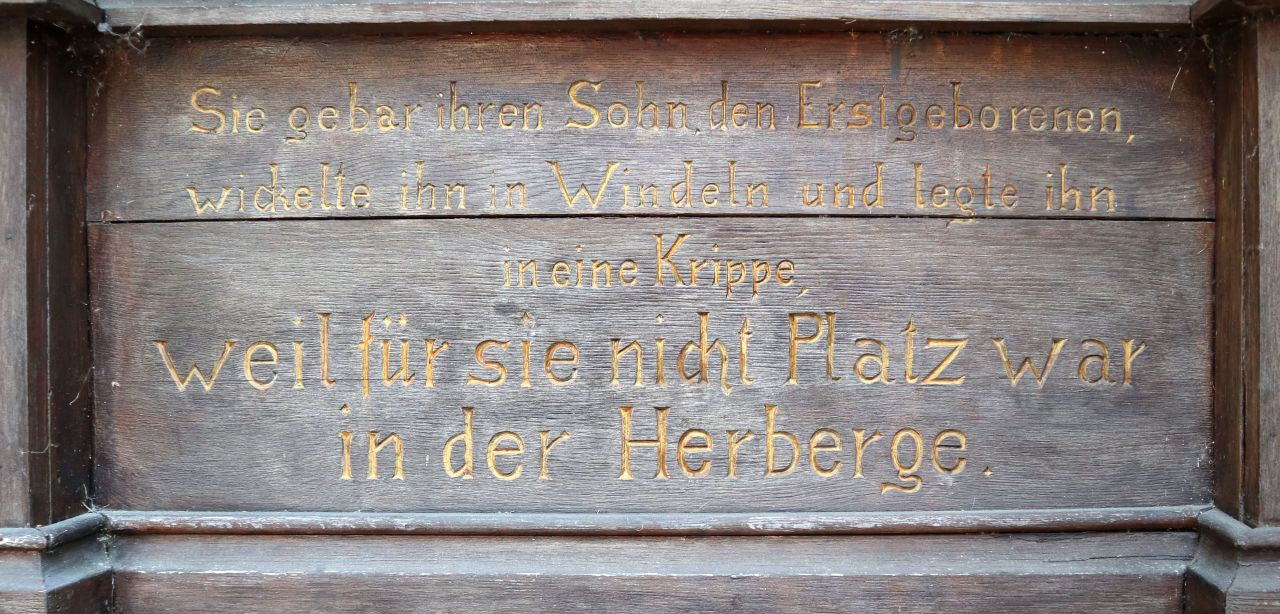 Sie gebar ihren Sohn, den Erstgeborenen,
wickelte ihn in Windeln und legte ihn
in eine Krippe,
weil für sie nicht Platz war
in der Herberge.